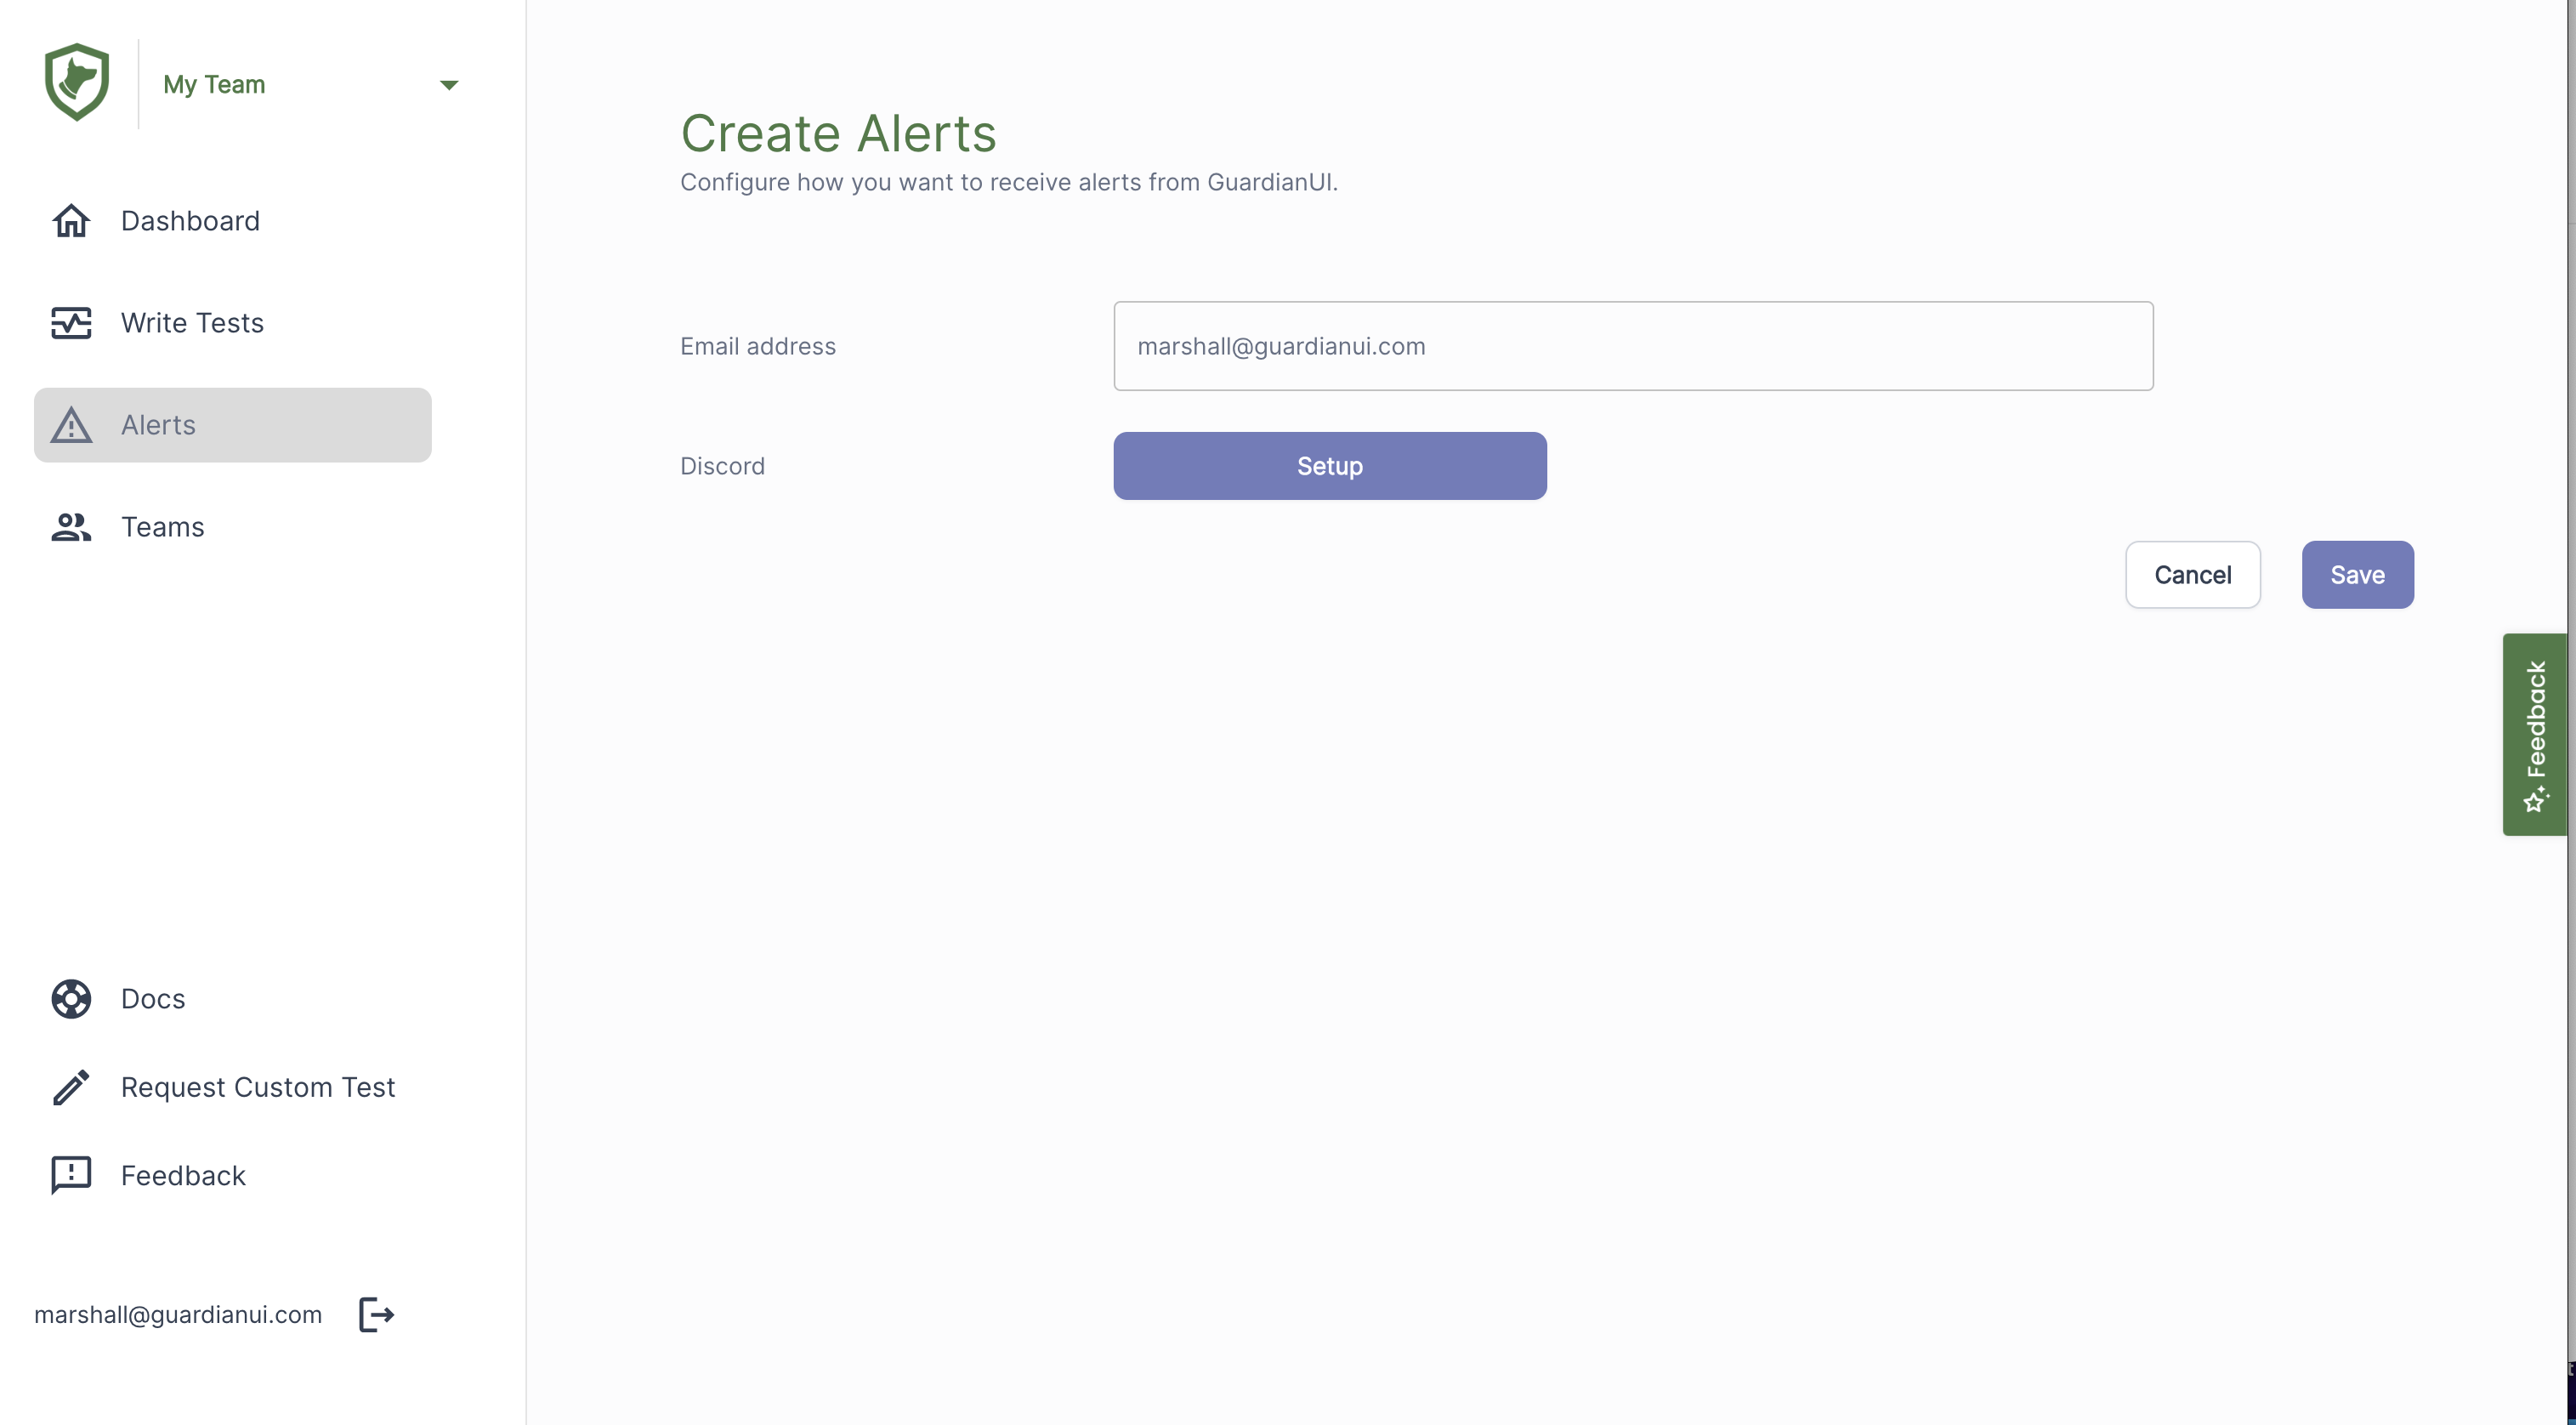 My Team
Dashboard
Write Tests
Alerts
Teams
Docs
Request Custom Test
Feedback
marshall@guardianui.com
Create Alerts
Configure how you want to receive alerts from GuardianUI.
Email address
marshall@guardianui.com
Discord
Setup
Cancel
Save
Feedback